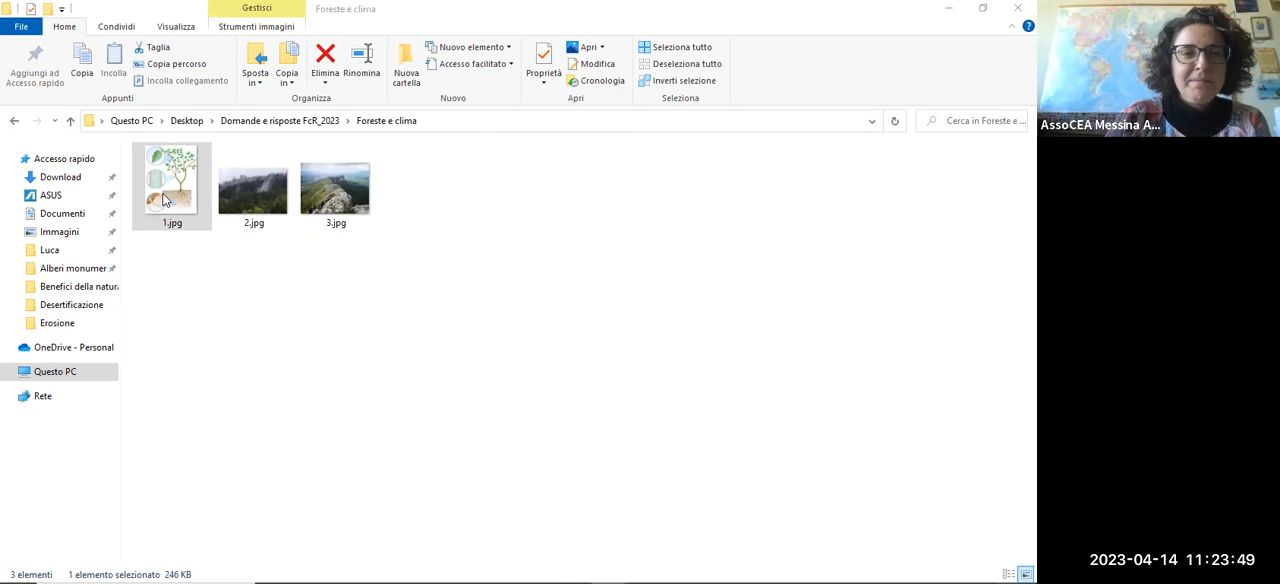 Gestisci
Foreste e clima
File
Home
Condividi
Visualizza
Strumenti immagini
Aggiungi ad
Accesso rapido
Copia
Incolla
Taglia
Copia percorso
Incolla collegamento
Appunti
Sposta
in
Copia
in
Elimina
Rinomina
Organizza
Nuova
cartella
Nuovo elemento
Accesso facilitato
Nuovo
Proprietà
Apri
Modifica
Cronologia
Apri
Seleziona tutto
Deseleziona tutto
Inverti selezione
Seleziona
Questo PC
Desktop
Domande e risposte FcR_2023
Foreste e clima
Cerca in Foreste e ...
Accesso rapido
Download
ASUS
Documenti
Immagini
Luca
Alberi monumer
Benefici della natura
Desertificazione
Erosione
OneDrive - Personal
Questo PC
Rete
1.jpg
2.jpg
3.jpg
3 elementi
1 elemento selezionato 246 KB
AssoCEA Messina A...
2023-04-14 11:23:49